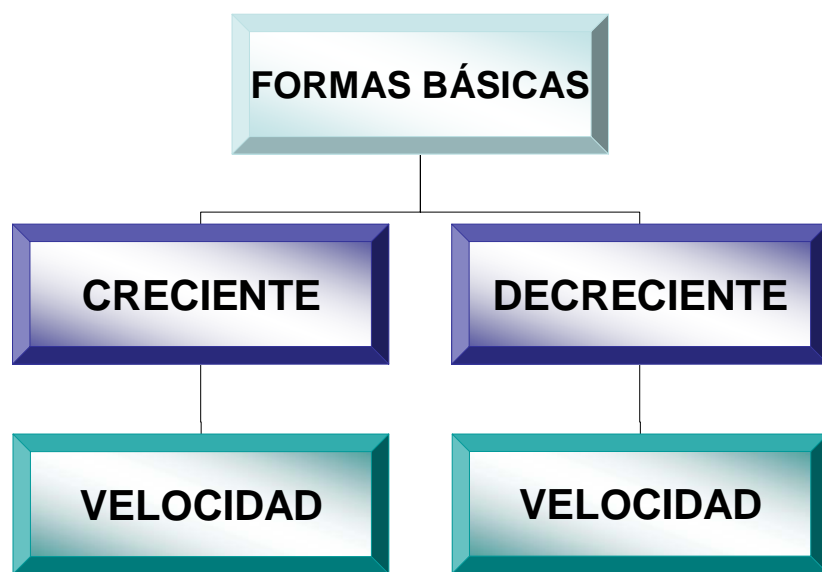 FORMAS BÁSICAS
CRECIENTE
DECRECIENTE
VELOCIDAD
VELOCIDAD